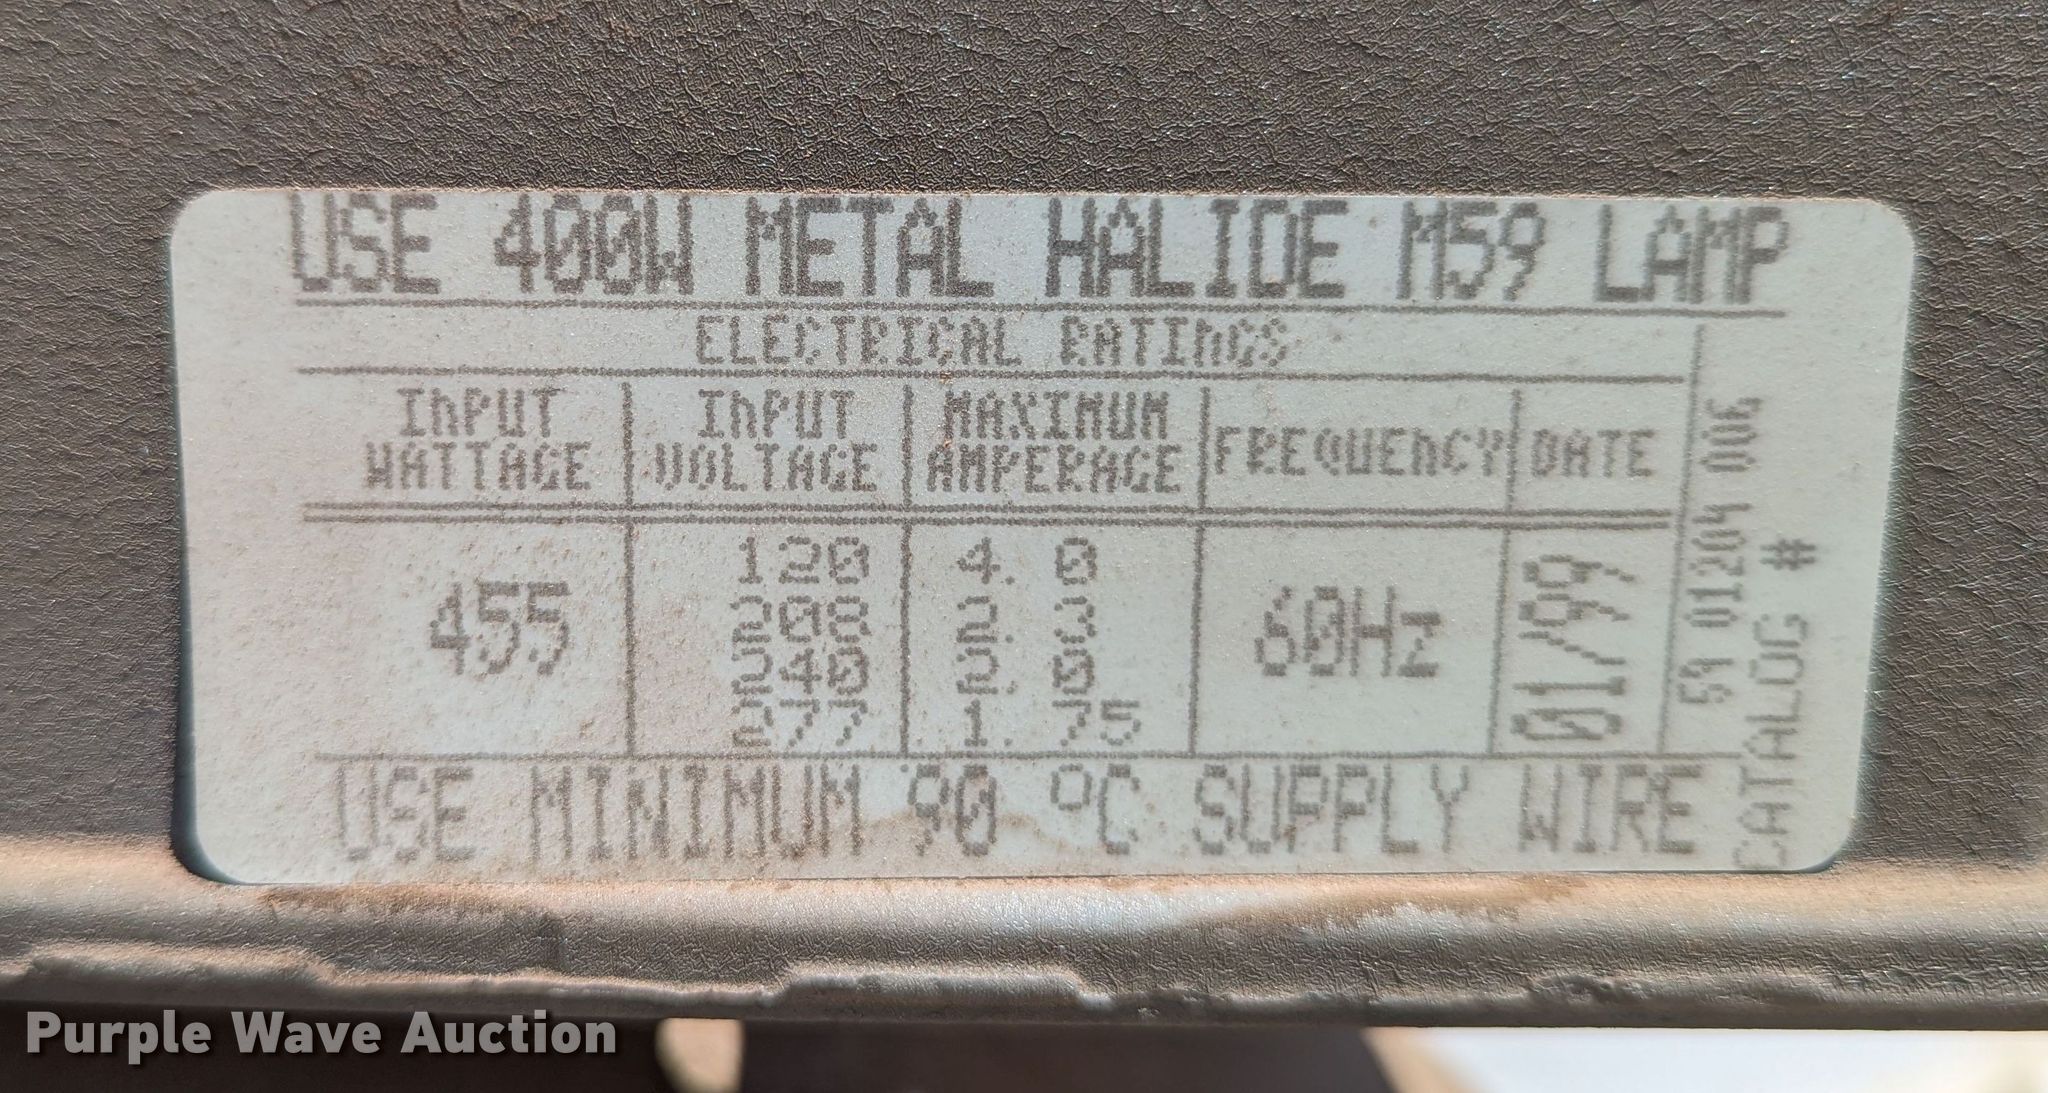 USE 400W METAL HALIDE M59 LAMP
ELECTRICAL RATINGS
INPUT WATTAGE
INPUT VOLTAGE
MAXIMUM AMPERAGE
FREQUENCY
DATE
455
120 4.0
208 2.3
240 2.0
277 1.75
60Hz
01/99
59 01204 006
CATALOG #
USE MINIMUM 90 °C SUPPLY WIRE
Purple Wave Auction